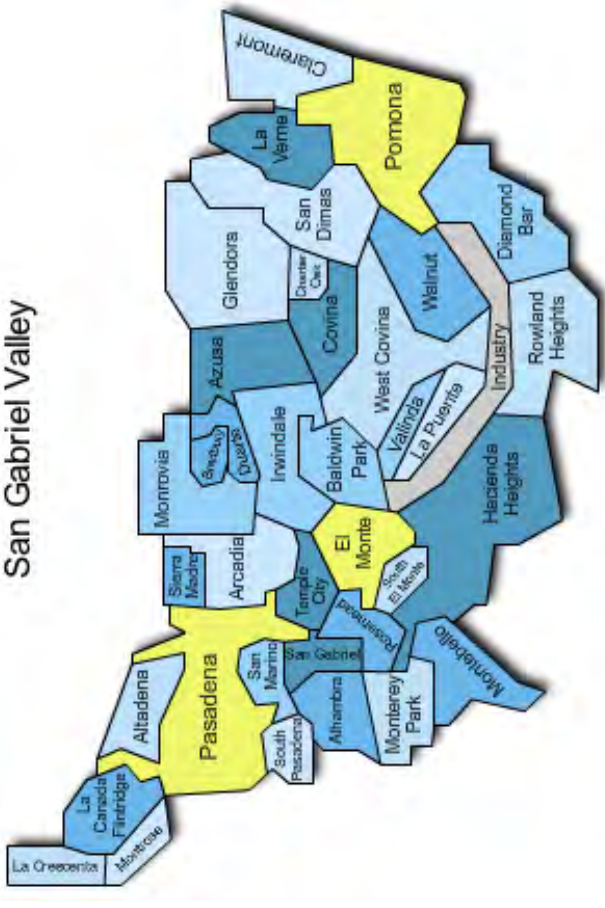 San Gabriel Valley
La Crescenta
Montrose
La
Canada
Flintridge
Altadena
Pasadena
South
Pasadena
San
Marino
Sierra
Madre
Arcadia
Monrovia
Bradbury
Duarte
Azusa
Glendora
San
Dimas
La
Verne
Claremont
Pomona
Alhambra
San Gabriel
Temple
City
Rosemead
El
Monte
South
El Monte
Irwindale
Baldwin
Park
Covina
Charter
Oak
West Covina
Valinda
La Puente
Walnut
Industry
Diamond
Bar
Rowland
Heights
Hacienda
Heights
Monterey
Park
Montebello